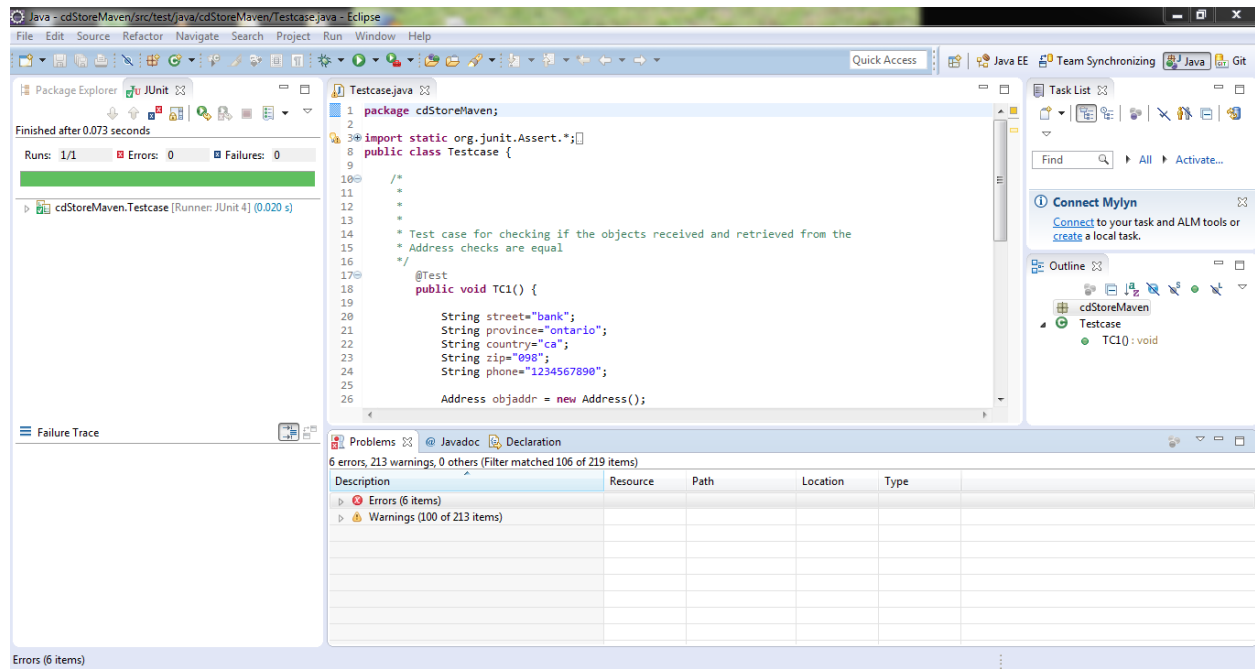 Java - cdStoreMaven/src/test/java/cdStoreMaven/Testcase.java - Eclipse
File Edit Source Refactor Navigate Search Project Run Window Help
Quick Access Java EE Team Synchronizing Java Git
Package Explorer JUnit
Finished after 0.073 seconds
Runs: 1/1 Errors: 0 Failures: 0
cdStoreMaven.Testcase [Runner: JUnit 4] (0.020 s)
Failure Trace
Testcase.java
1 package cdStoreMaven;
2
3 import static org.junit.Assert.*;
8 public class Testcase {
9
10 /*
11 *
12 *
13 *
14 * Test case for checking if the objects received and retrieved from the
15 * Address checks are equal
16 */
17 @Test
18 public void TC1() {
19
20 String street="bank";
21 String province="ontario";
22 String country="ca";
23 String zip="098";
24 String phone="1234567890";
25
26 Address objaddr = new Address();
Task List
Find All Activate...
Connect Mylyn
Connect to your task and ALM tools or
create a local task.
Outline
cdStoreMaven
Testcase
TC1() : void
Problems @ Javadoc Declaration
6 errors, 213 warnings, 0 others (Filter matched 106 of 219 items)
Description Resource Path Location Type
Errors (6 items)
Warnings (100 of 213 items)
Errors (6 items)